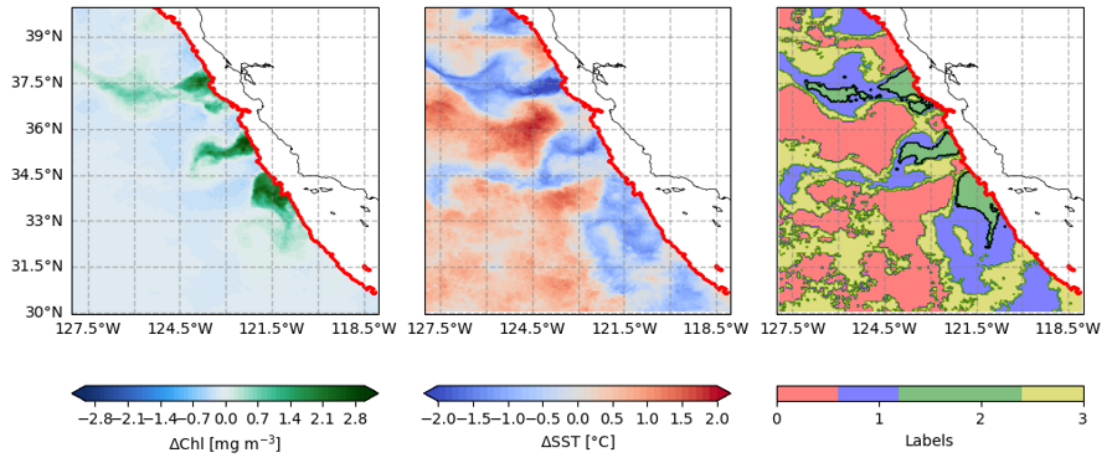 39°N
37.5°N
36°N
34.5°N
33°N
31.5°N
30°N
127.5°W 124.5°W 121.5°W 118.5°W
127.5°W 124.5°W 121.5°W 118.5°W
127.5°W 124.5°W 121.5°W 118.5°W
−2.8 −2.1 −1.4 −0.7 0.0 0.7 1.4 2.1 2.8
ΔChl [mg m⁻³]
−2.0 −1.5 −1.0 −0.5 0.0 0.5 1.0 1.5 2.0
ΔSST [°C]
0 1 2 3
Labels